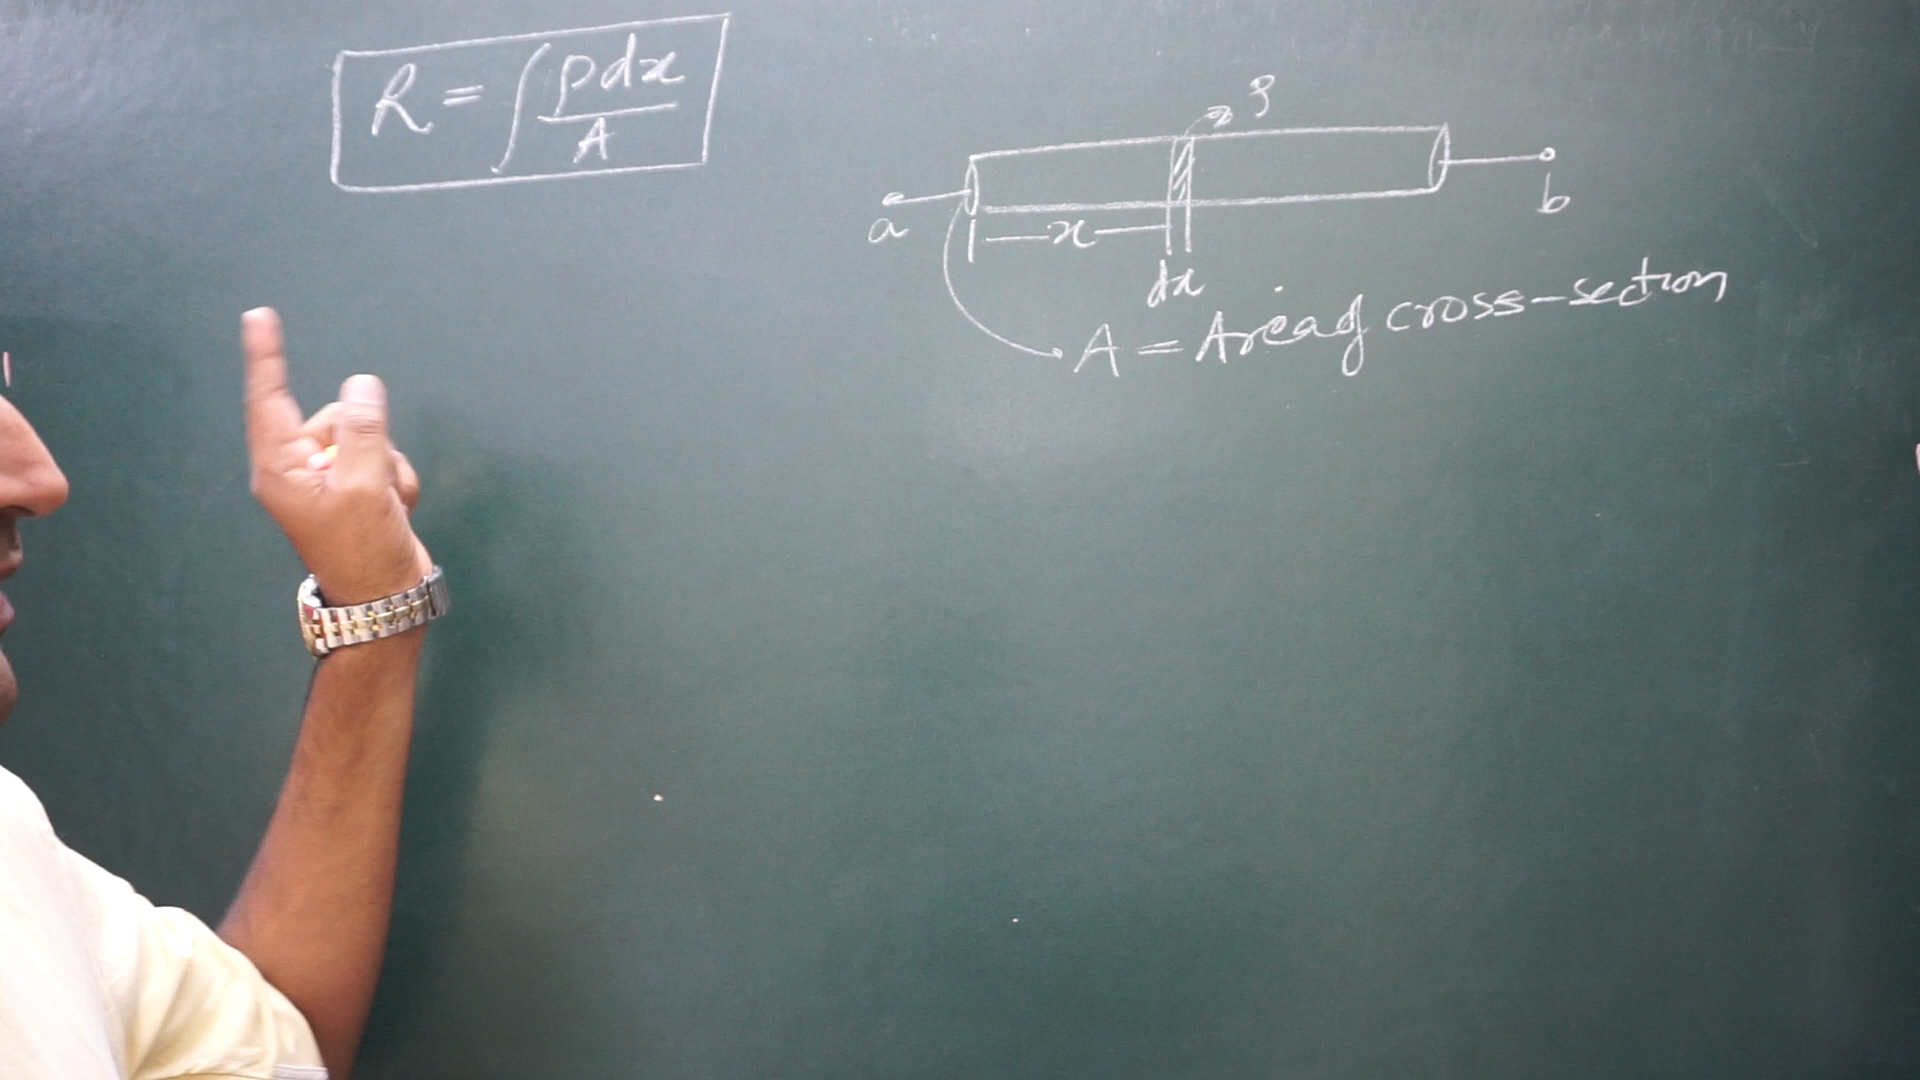 R = ∫ ρdx / A
ρ
a
x
b
dx
A = Area of cross-section